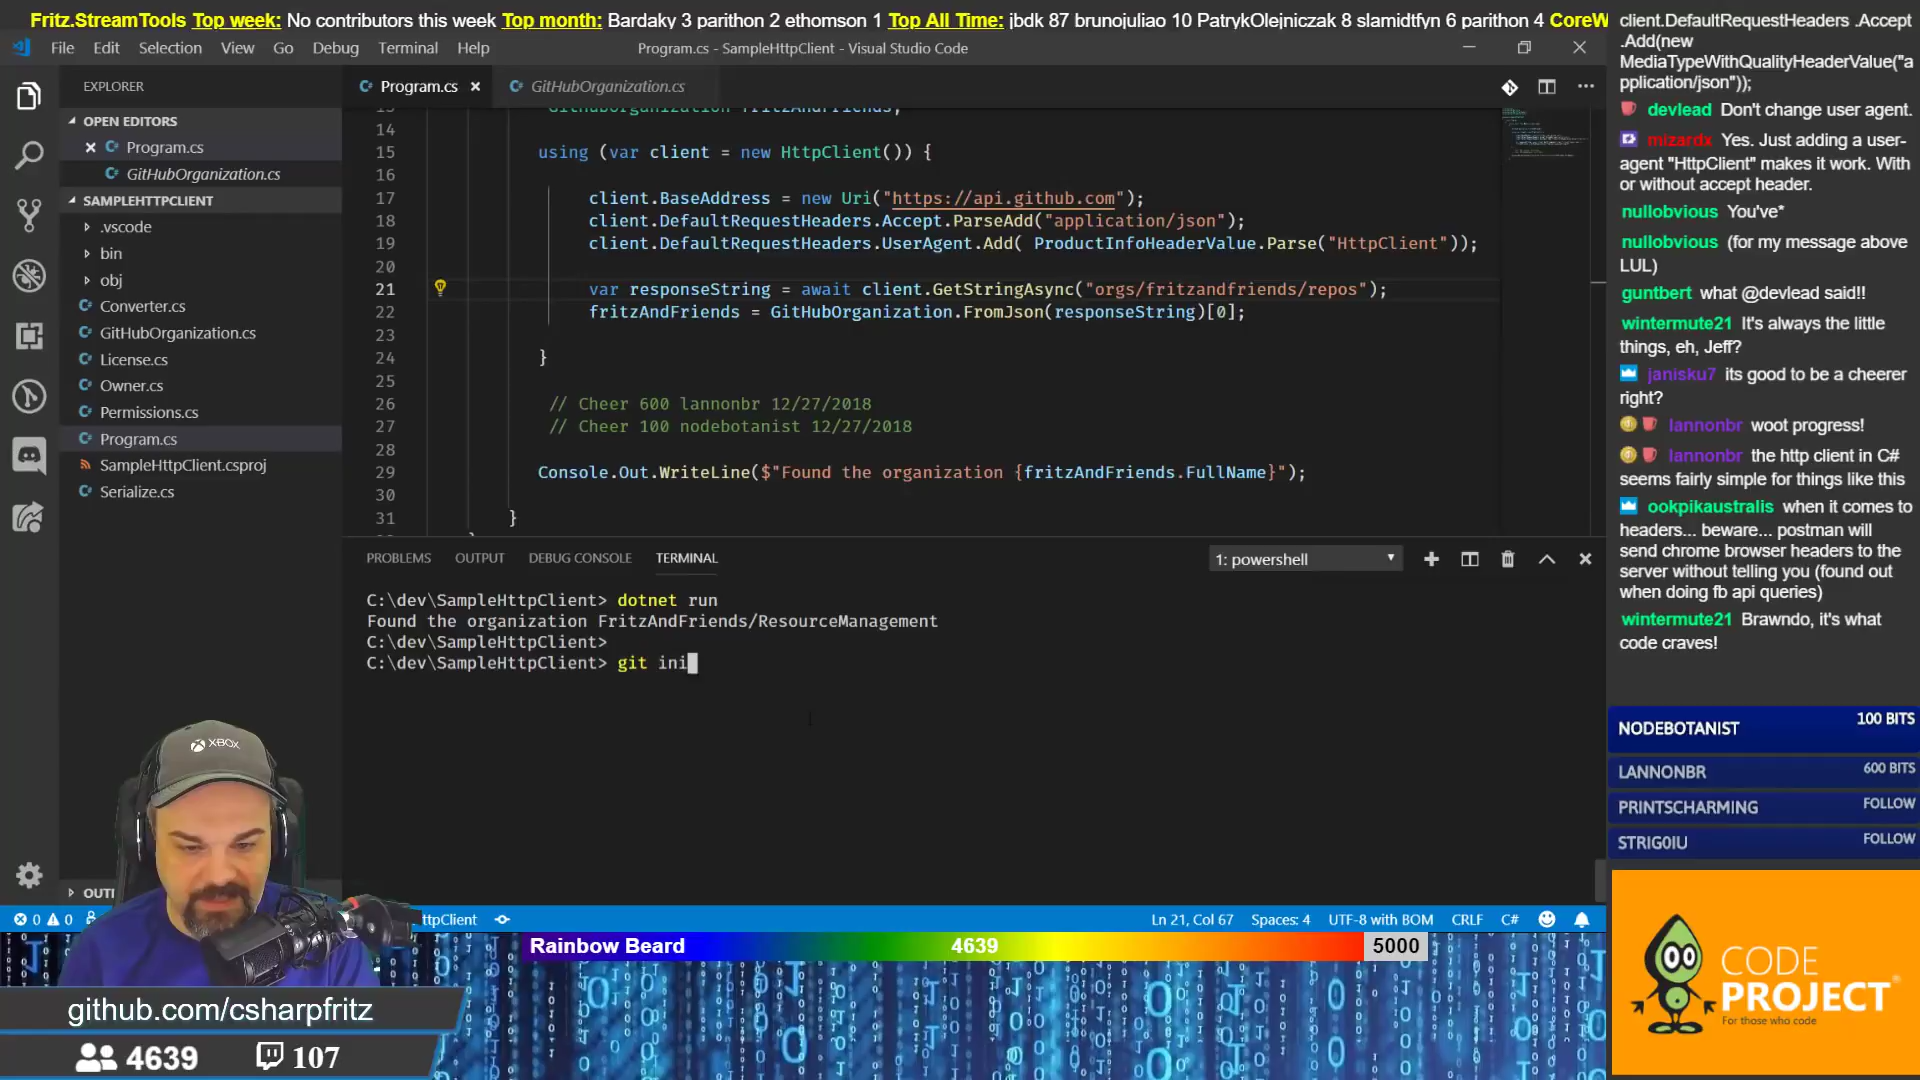 Fritz.StreamTools Top week: No contributors this week Top month: Bardaky 3 parithon 2 ethomson 1 Top All Time: jbdk 87 brunojuliao 10 PatrykOlejniczak 8 slamidtfyn 6 parithon 4 CoreW
File Edit Selection View Go Debug Terminal Help
Program.cs - SampleHttpClient - Visual Studio Code
EXPLORER
OPEN EDITORS
Program.cs
GitHubOrganization.cs
SAMPLEHTTPCLIENT
.vscode
bin
obj
Converter.cs
GitHubOrganization.cs
License.cs
Owner.cs
Permissions.cs
Program.cs
SampleHttpClient.csproj
Serialize.cs
OUTL
Program.cs
GitHubOrganization.cs
13 GitHubOrganization fritzAndFriends;
14
15 using (var client = new HttpClient()) {
16
17 client.BaseAddress = new Uri("https://api.github.com");
18 client.DefaultRequestHeaders.Accept.ParseAdd("application/json");
19 client.DefaultRequestHeaders.UserAgent.Add( ProductInfoHeaderValue.Parse("HttpClient"));
20
21 var responseString = await client.GetStringAsync("orgs/fritzandfriends/repos");
22 fritzAndFriends = GitHubOrganization.FromJson(responseString)[0];
23
24 }
25
26 // Cheer 600 lannonbr 12/27/2018
27 // Cheer 100 nodebotanist 12/27/2018
28
29 Console.Out.WriteLine($"Found the organization {fritzAndFriends.FullName}");
30
31 }
PROBLEMS OUTPUT DEBUG CONSOLE TERMINAL
1: powershell
C:\dev\SampleHttpClient> dotnet run
Found the organization FritzAndFriends/ResourceManagement
C:\dev\SampleHttpClient>
C:\dev\SampleHttpClient> git ini
XBOX
0 0
ttpClient
Ln 21, Col 67 Spaces: 4 UTF-8 with BOM CRLF C#
Rainbow Beard 4639 5000
github.com/csharpfritz
4639 107
client.DefaultRequestHeaders .Accept
.Add(new
MediaTypeWithQualityHeaderValue("a
pplication/json"));
devlead Don't change user agent.
mizardx Yes. Just adding a user-
agent "HttpClient" makes it work. With
or without accept header.
nullobvious You've*
nullobvious (for my message above
LUL)
guntbert what @devlead said!!
wintermute21 It's always the little
things, eh, Jeff?
janisku7 its good to be a cheerer
right?
lannonbr woot progress!
lannonbr the http client in C#
seems fairly simple for things like this
ookpikaustralis when it comes to
headers... beware... postman will
send chrome browser headers to the
server without telling you (found out
when doing fb api queries)
wintermute21 Brawndo, it's what
code craves!
NODEBOTANIST 100 BITS
LANNONBR 600 BITS
PRINTSCHARMING FOLLOW
STRIG0IU FOLLOW
CODE
PROJECT
For those who code